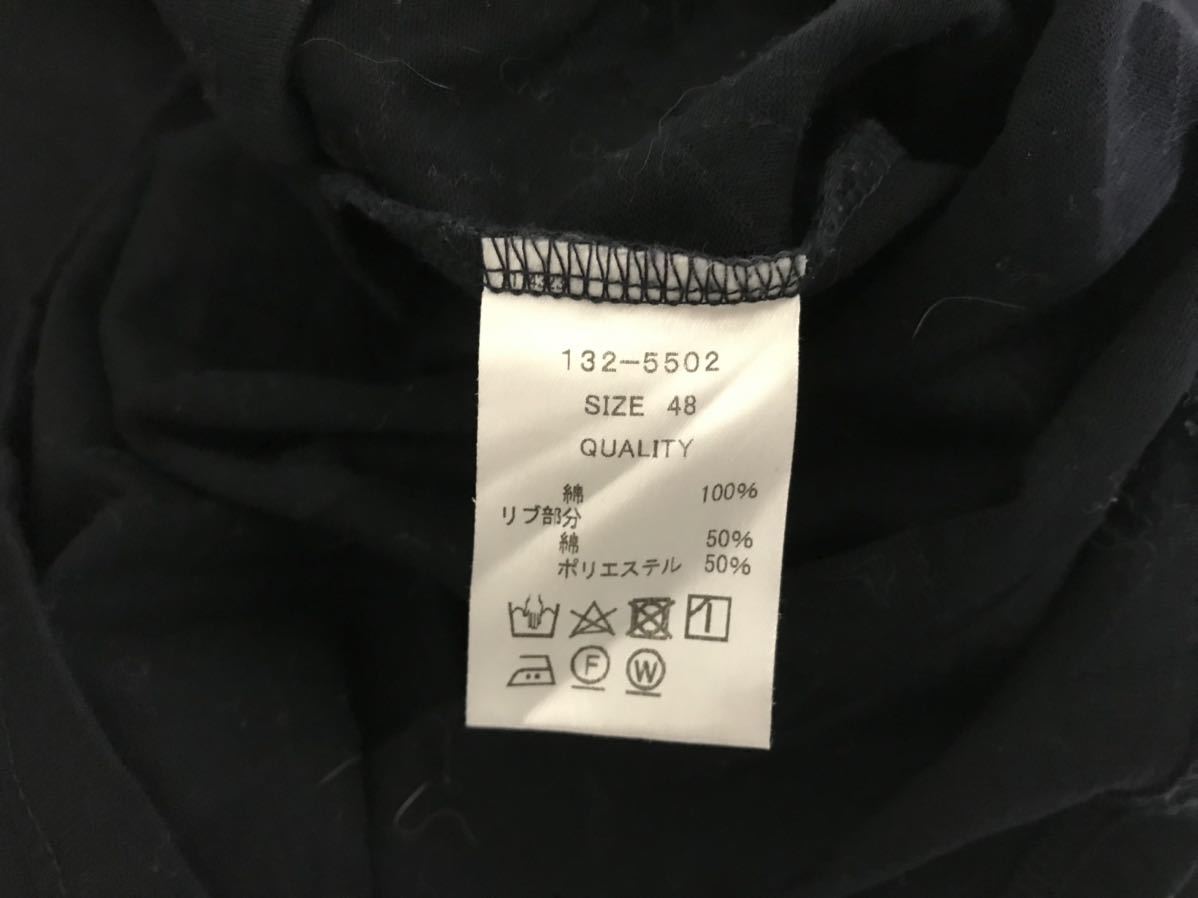 132-5502
SIZE 48
QUALITY
綿 100%
リブ部分
綿 50%
ポリエステル 50%
1
F W